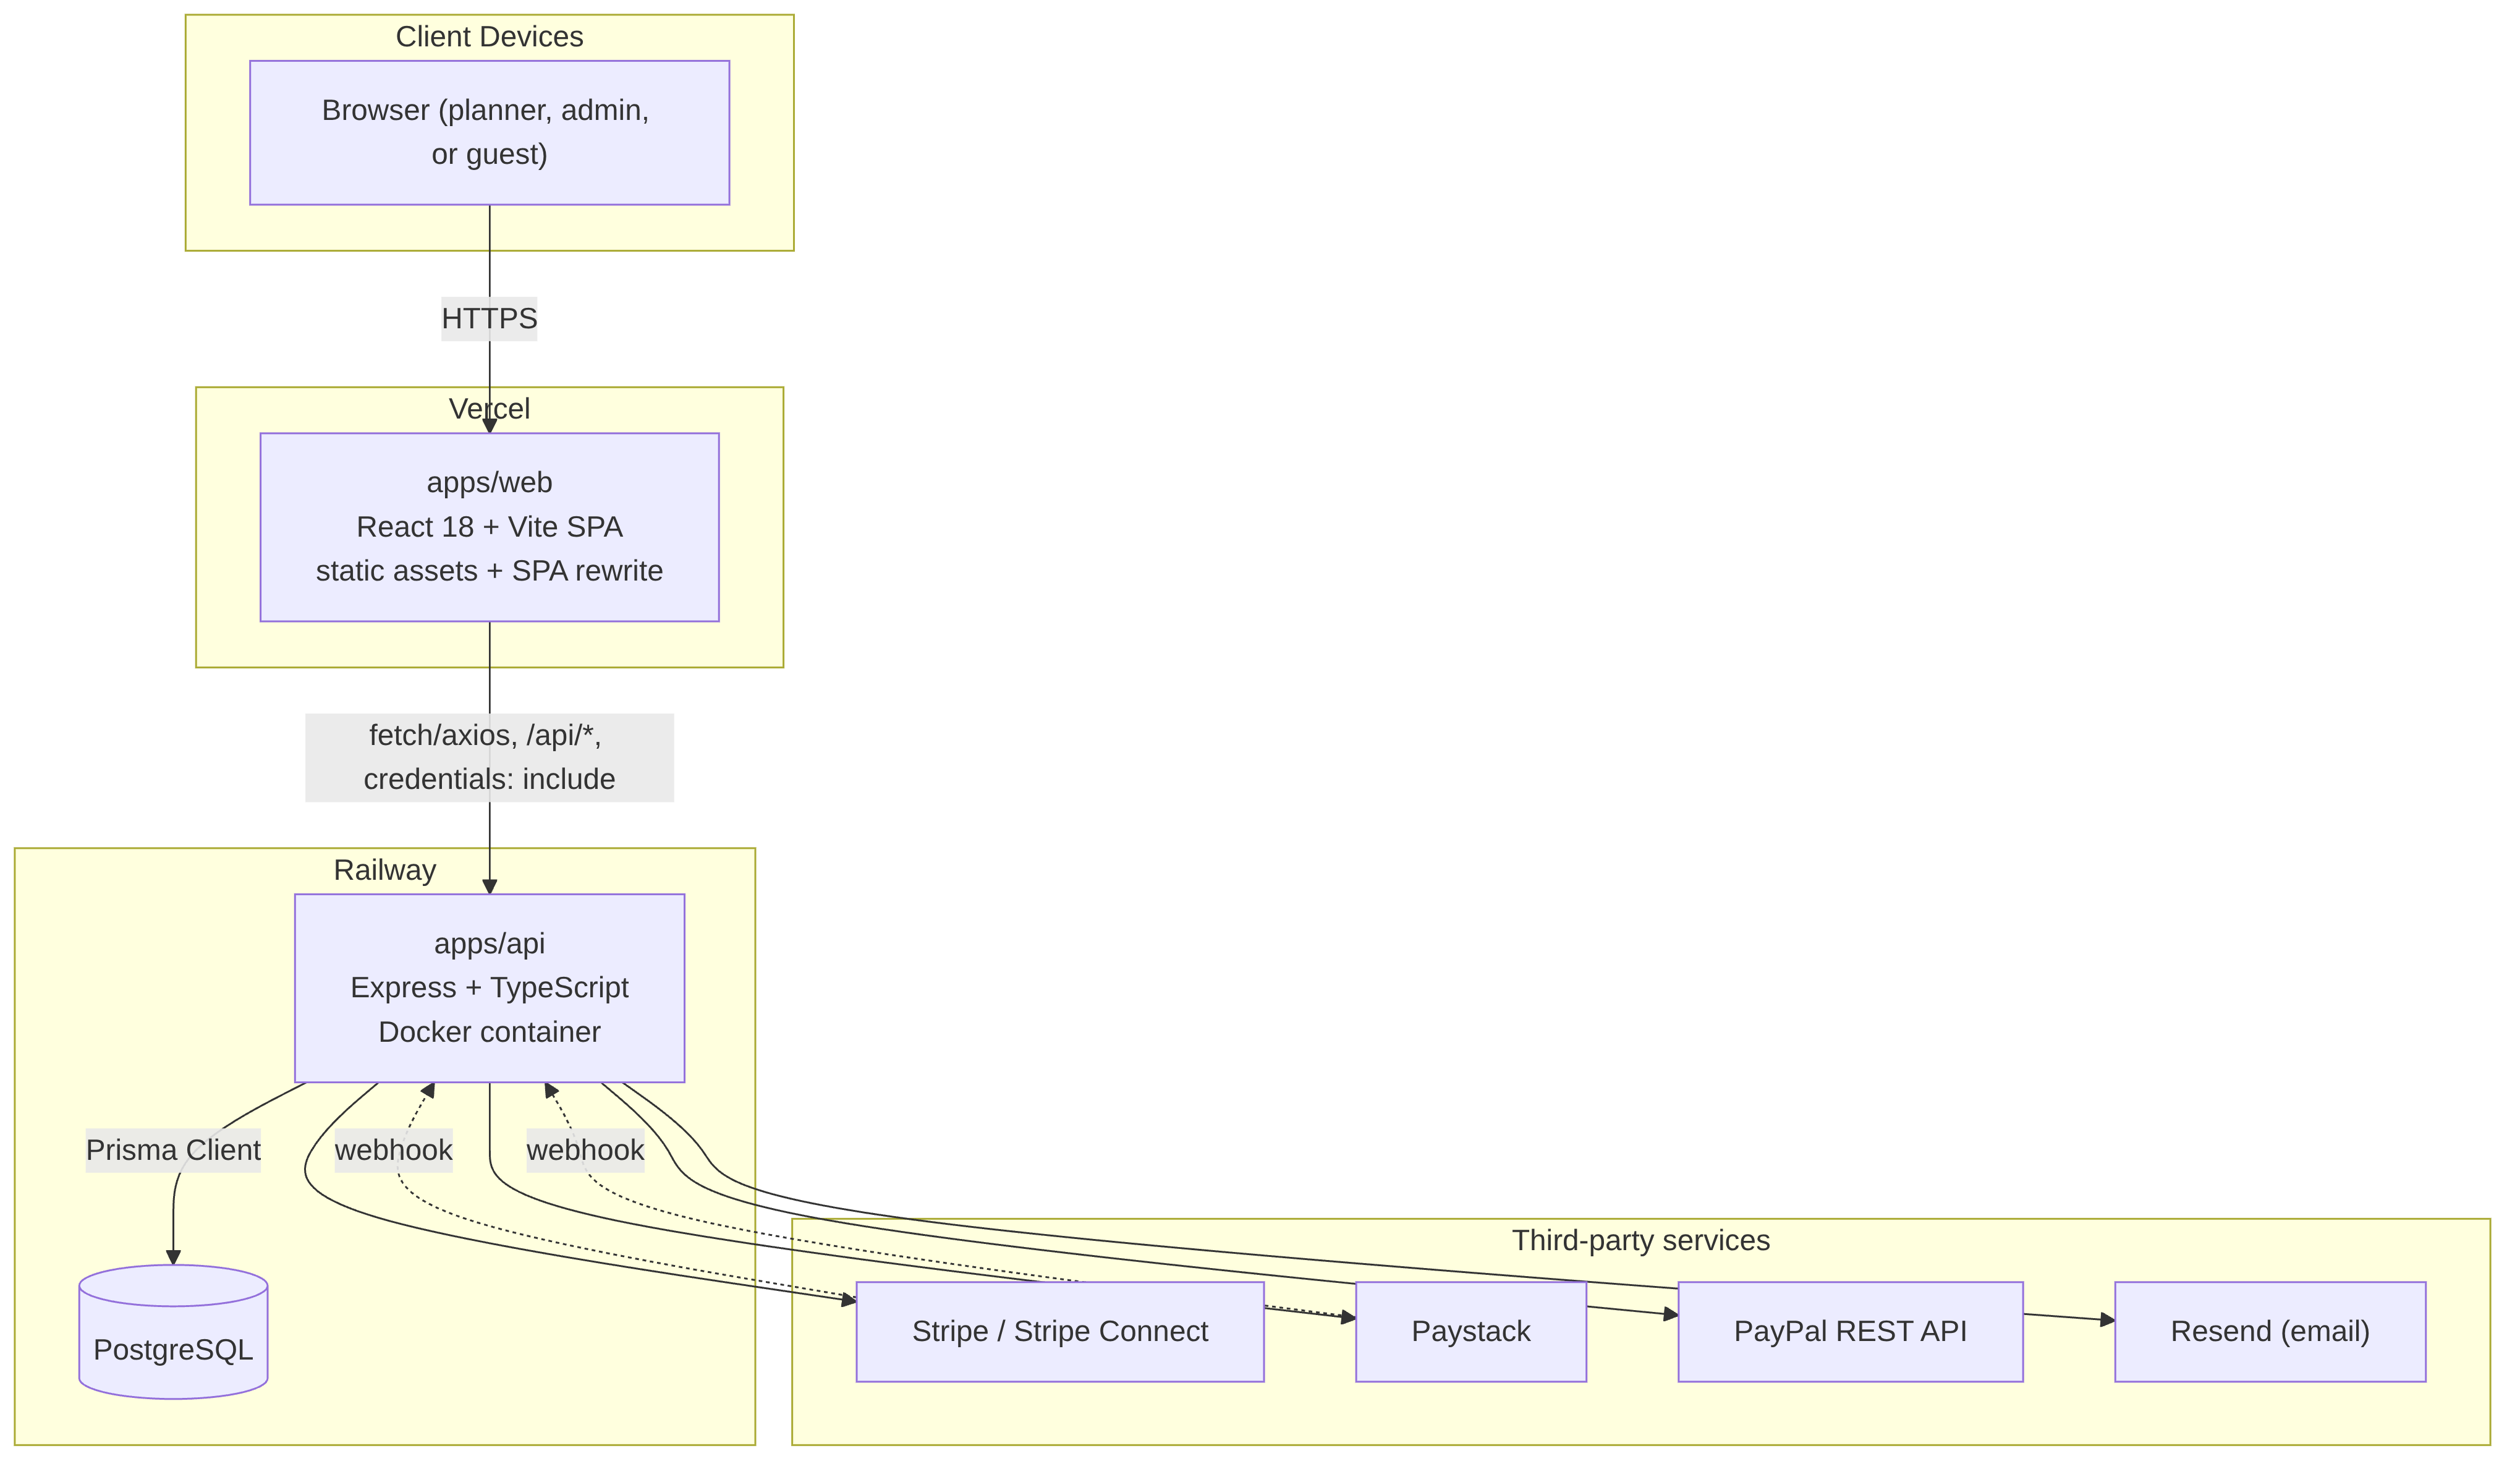 Client Devices
Browser (planner, admin,
or guest)
HTTPS
Vercel
apps/web
React 18 + Vite SPA
static assets + SPA rewrite
fetch/axios, /api/*,
credentials: include
Railway
apps/api
Express + TypeScript
Docker container
Prisma Client
webhook
webhook
PostgreSQL
Third-party services
Stripe / Stripe Connect
Paystack
PayPal REST API
Resend (email)